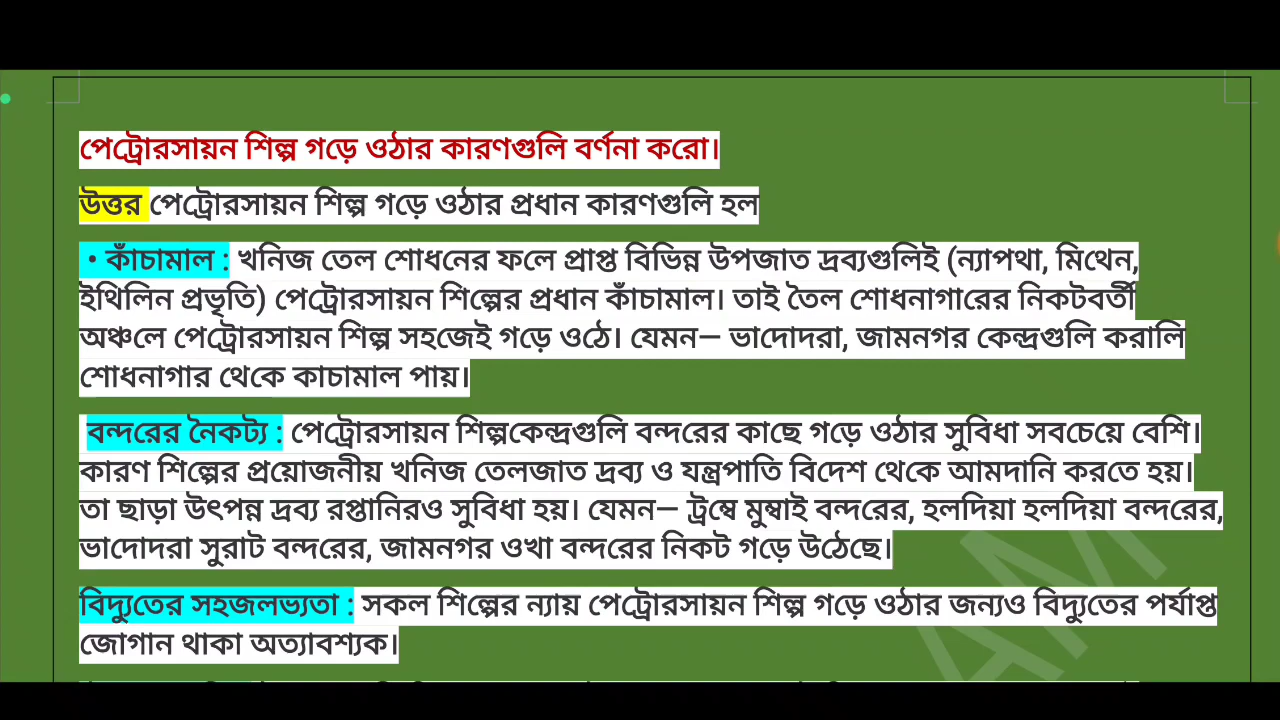 পেট্রোরসায়ন শিল্প গড়ে ওঠার কারণগুলি বর্ণনা করো।
উত্তর পেট্রোরসায়ন শিল্প গড়ে ওঠার প্রধান কারণগুলি হল
• কাঁচামাল : খনিজ তেল শোধনের ফলে প্রাপ্ত বিভিন্ন উপজাত দ্রব্যগুলিই (ন্যাপথা, মিথেন,
ইথিলিন প্রভৃতি) পেট্রোরসায়ন শিল্পের প্রধান কাঁচামাল। তাই তৈল শোধনাগারের নিকটবর্তী
অঞ্চলে পেট্রোরসায়ন শিল্প সহজেই গড়ে ওঠে। যেমন— ভাদোদরা, জামনগর কেন্দ্রগুলি করালি
শোধনাগার থেকে কাচামাল পায়।
বন্দরের নৈকট্য : পেট্রোরসায়ন শিল্পকেন্দ্রগুলি বন্দরের কাছে গড়ে ওঠার সুবিধা সবচেয়ে বেশি।
কারণ শিল্পের প্রয়োজনীয় খনিজ তেলজাত দ্রব্য ও যন্ত্রপাতি বিদেশ থেকে আমদানি করতে হয়।
তা ছাড়া উৎপন্ন দ্রব্য রপ্তানিরও সুবিধা হয়। যেমন— ট্রম্বে মুম্বাই বন্দরের, হলদিয়া হলদিয়া বন্দরের,
ভাদোদরা সুরাট বন্দরের, জামনগর ওখা বন্দরের নিকট গড়ে উঠেছে।
বিদ্যুতের সহজলভ্যতা : সকল শিল্পের ন্যায় পেট্রোরসায়ন শিল্প গড়ে ওঠার জন্যও বিদ্যুতের পর্যাপ্ত
জোগান থাকা অত্যাবশ্যক।
AM